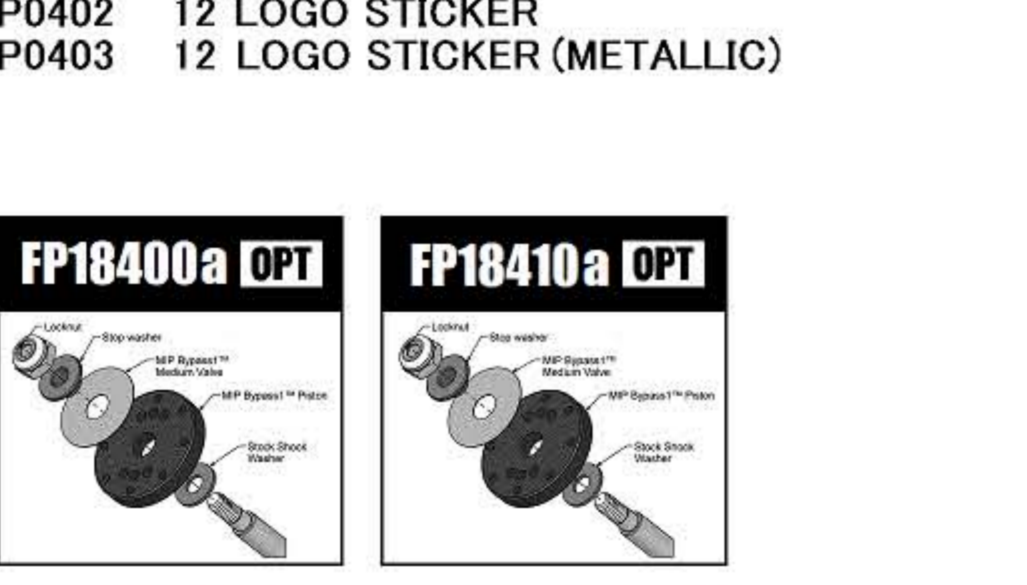 P0402 12 LOGO STICKER
P0403 12 LOGO STICKER (METALLIC)
FP18400a OPT
Locknut
Stop washer
MIP Bypass1™
Medium Valve
MIP Bypass1™ Piston
Stock Shock
Washer
FP18410a OPT
Locknut
Stop washer
MIP Bypass1™
Medium Valve
MIP Bypass1™ Piston
Stock Shock
Washer